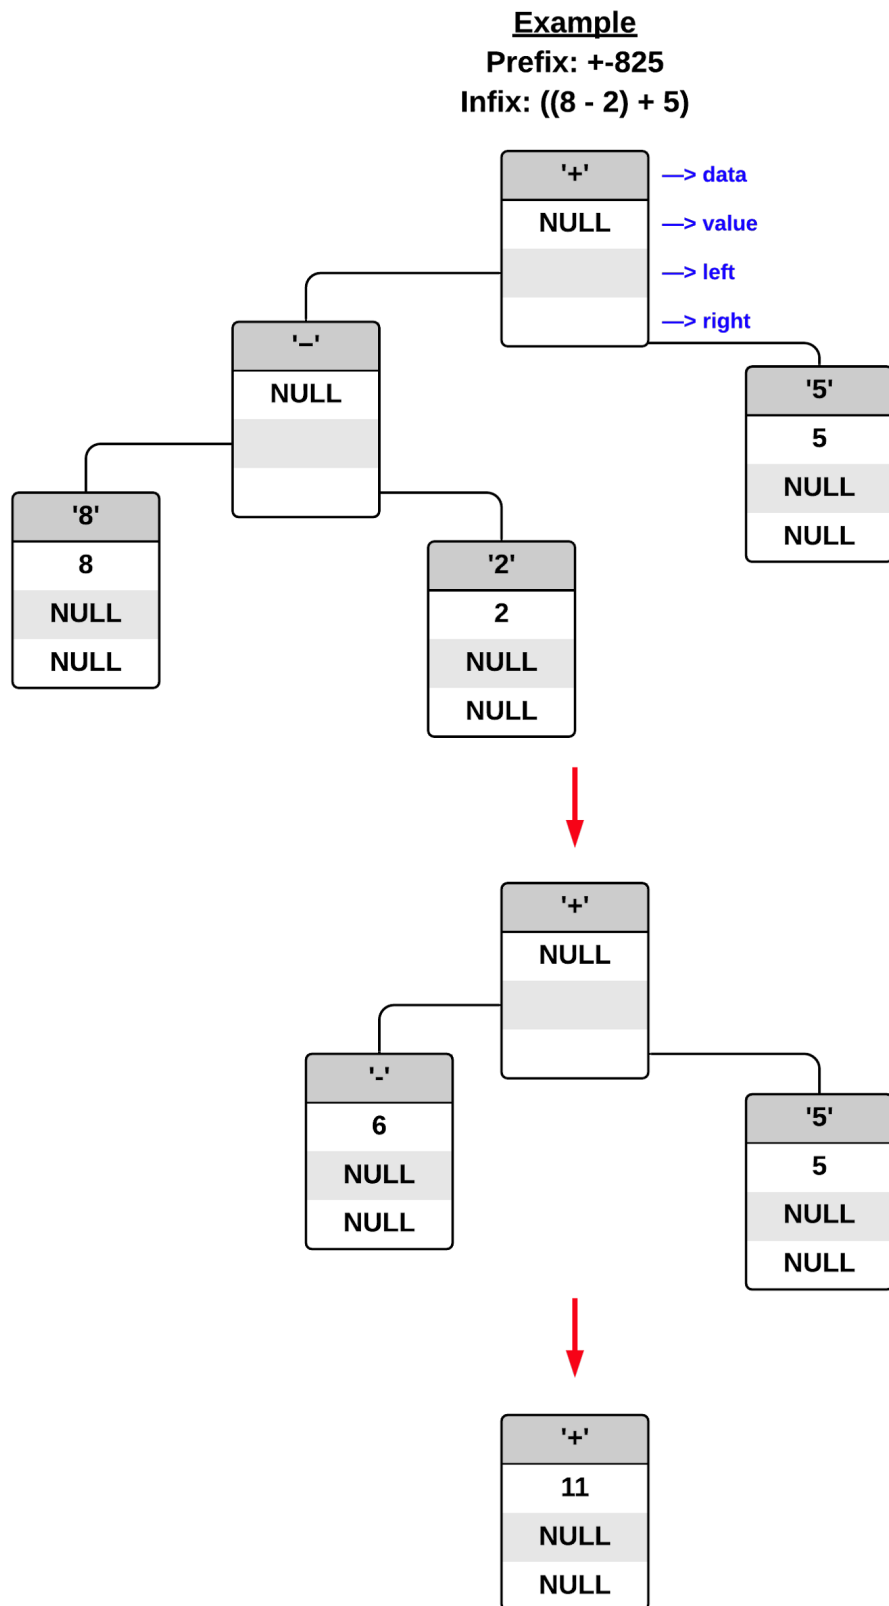 Example
Prefix: +-825
Infix: ((8 - 2) + 5)
'+' —> data
NULL —> value
—> left
—> right
'–'
NULL
'5'
5
NULL
NULL
'8'
8
NULL
NULL
'2'
2
NULL
NULL
'+'
NULL
'-'
6
NULL
NULL
'5'
5
NULL
NULL
'+'
11
NULL
NULL